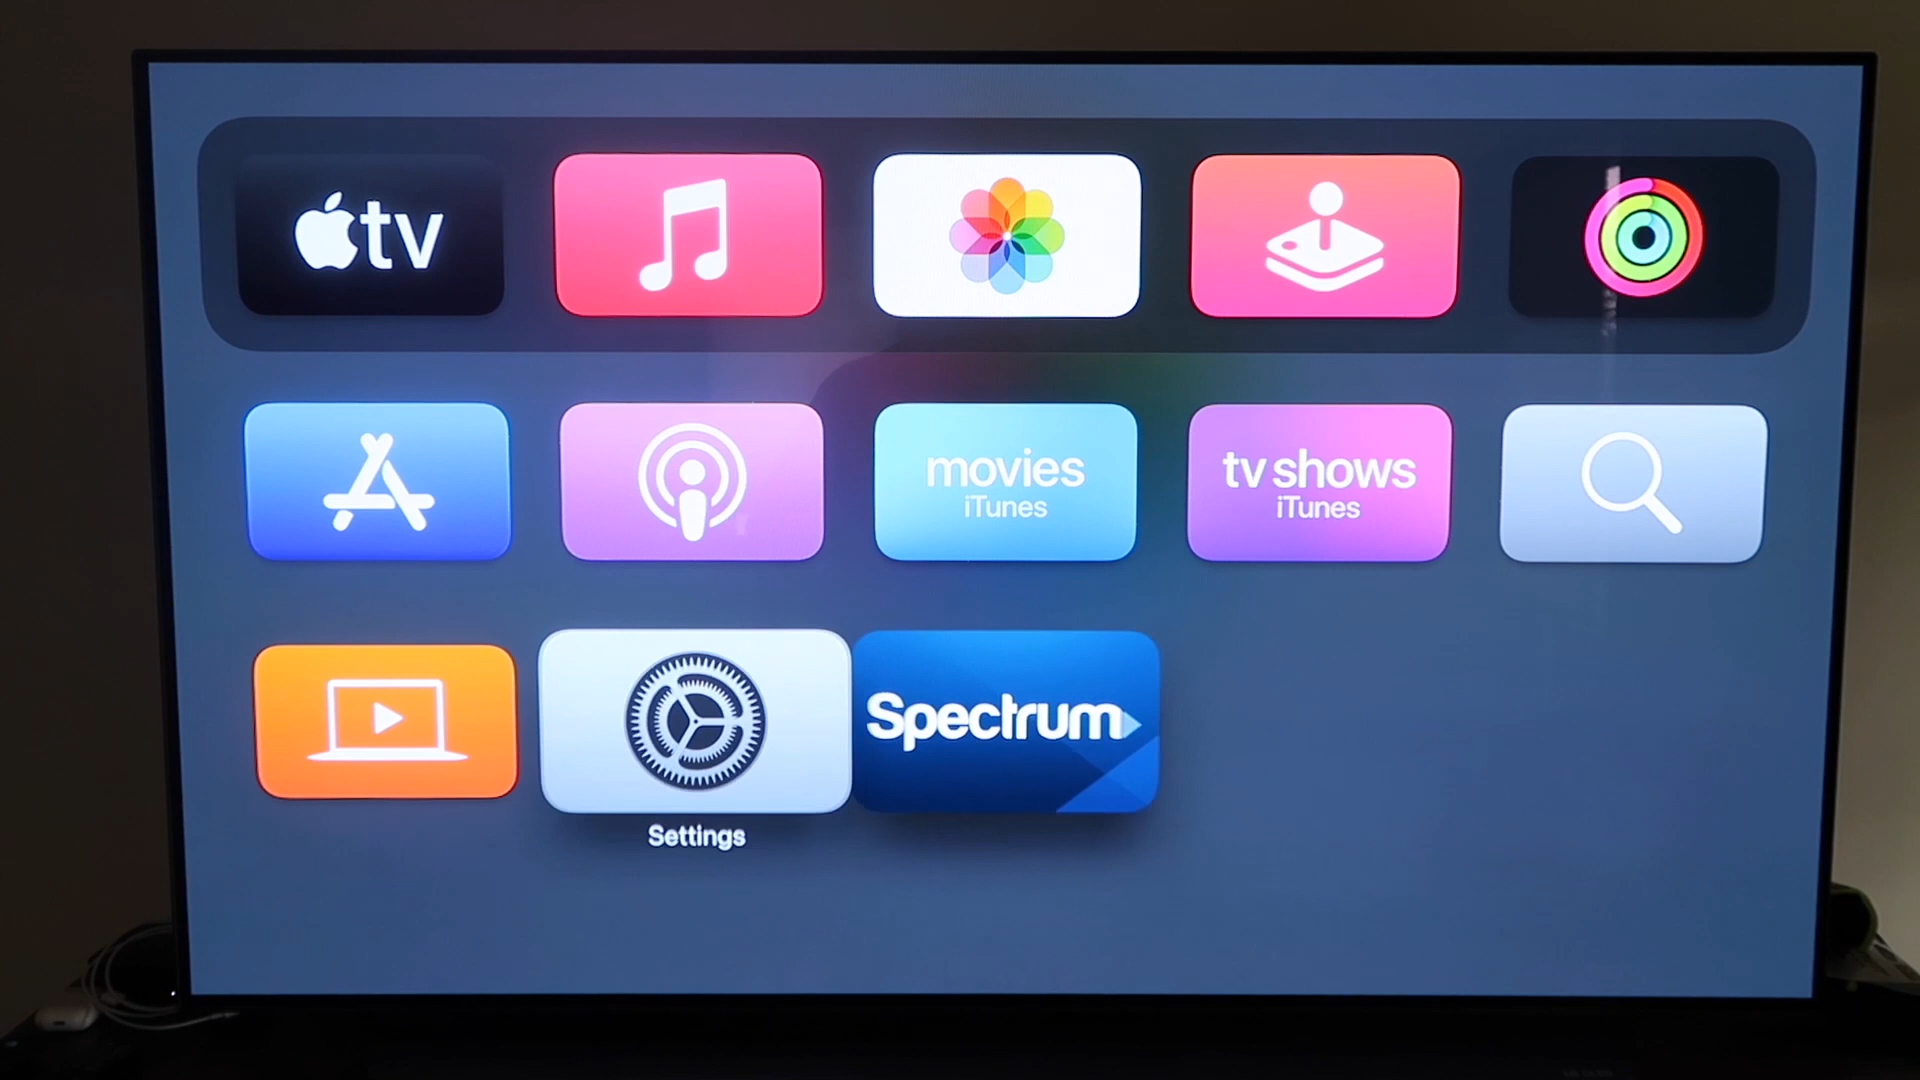 tv
movies
iTunes
tv shows
iTunes
Spectrum
Settings